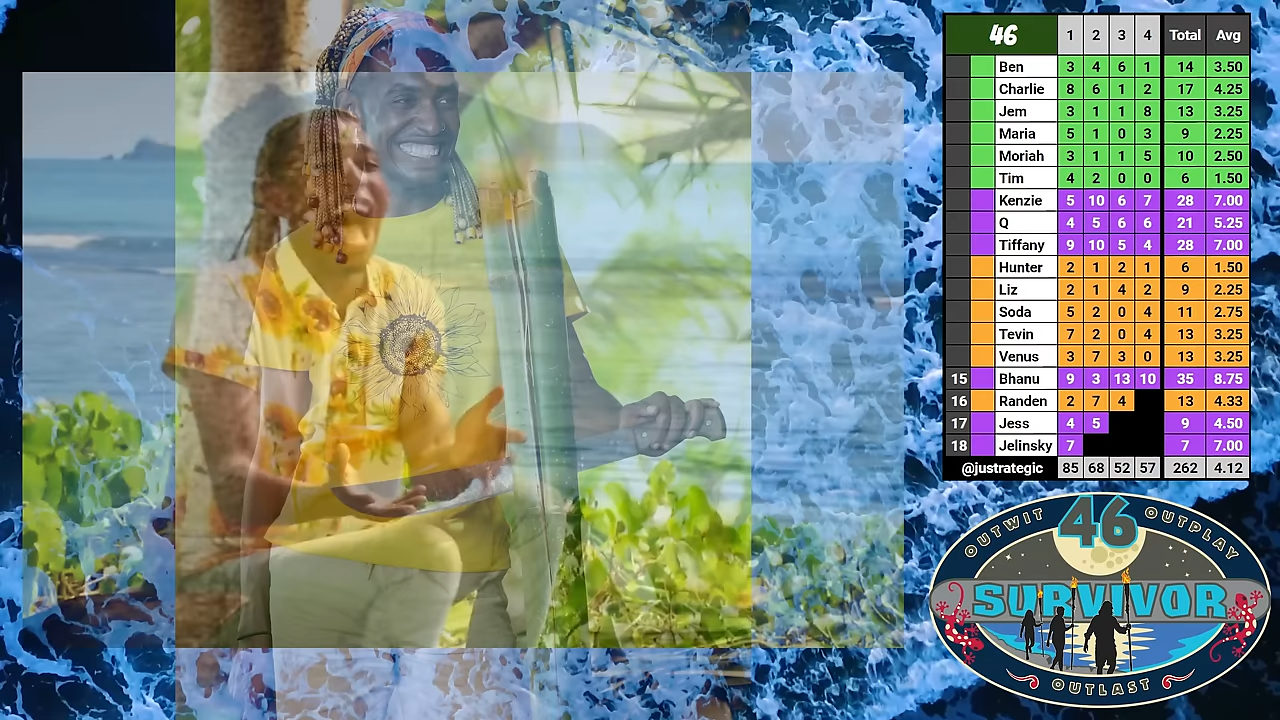 46 1 2 3 4 Total Avg
Ben 3 4 6 1 14 3.50
Charlie 8 6 1 2 17 4.25
Jem 3 1 1 8 13 3.25
Maria 5 1 0 3 9 2.25
Moriah 3 1 1 5 10 2.50
Tim 4 2 0 0 6 1.50
Kenzie 5 10 6 7 28 7.00
Q 4 5 6 6 21 5.25
Tiffany 9 10 5 4 28 7.00
Hunter 2 1 2 1 6 1.50
Liz 2 1 4 2 9 2.25
Soda 5 2 0 4 11 2.75
Tevin 7 2 0 4 13 3.25
Venus 3 7 3 0 13 3.25
15 Bhanu 9 3 13 10 35 8.75
16 Randen 2 7 4 13 4.33
17 Jess 4 5 9 4.50
18 Jelinsky 7 7 7.00
@justrategic 85 68 52 57 262 4.12
OUTWIT 46 OUTPLAY
SURVIVOR
OUTLAST